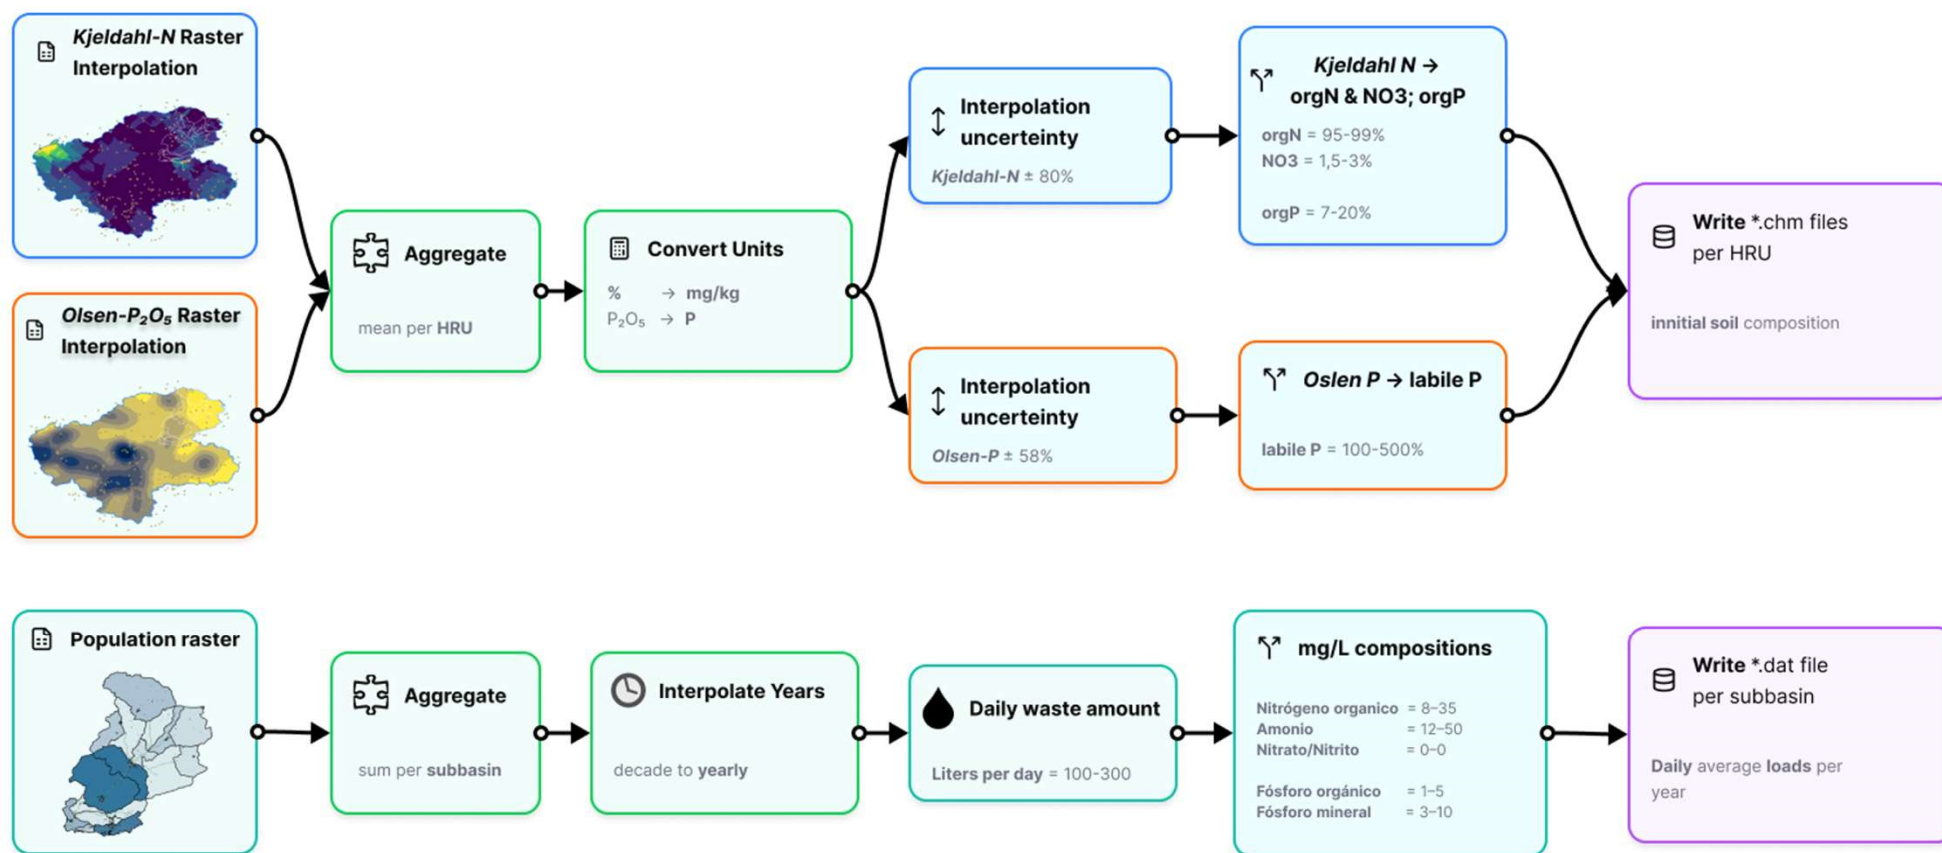 Kjeldahl-N Raster
Interpolation
Olsen-P₂O₅ Raster
Interpolation
Aggregate
mean per HRU
Convert Units
% → mg/kg
P₂O₅ → P
Interpolation
uncerteinty
Kjeldahl-N ± 80%
Interpolation
uncerteinty
Olsen-P ± 58%
Kjeldahl N →
orgN & NO3; orgP
orgN = 95-99%
NO3 = 1,5-3%
orgP = 7-20%
Oslen P → labile P
labile P = 100-500%
Write *.chm files
per HRU
innitial soil composition
Population raster
Aggregate
sum per subbasin
Interpolate Years
decade to yearly
Daily waste amount
Liters per day = 100-300
mg/L compositions
Nitrógeno organico = 8–35
Amonio = 12–50
Nitrato/Nitrito = 0–0
Fósforo orgánico = 1–5
Fósforo mineral = 3–10
Write *.dat file
per subbasin
Daily average loads per
year